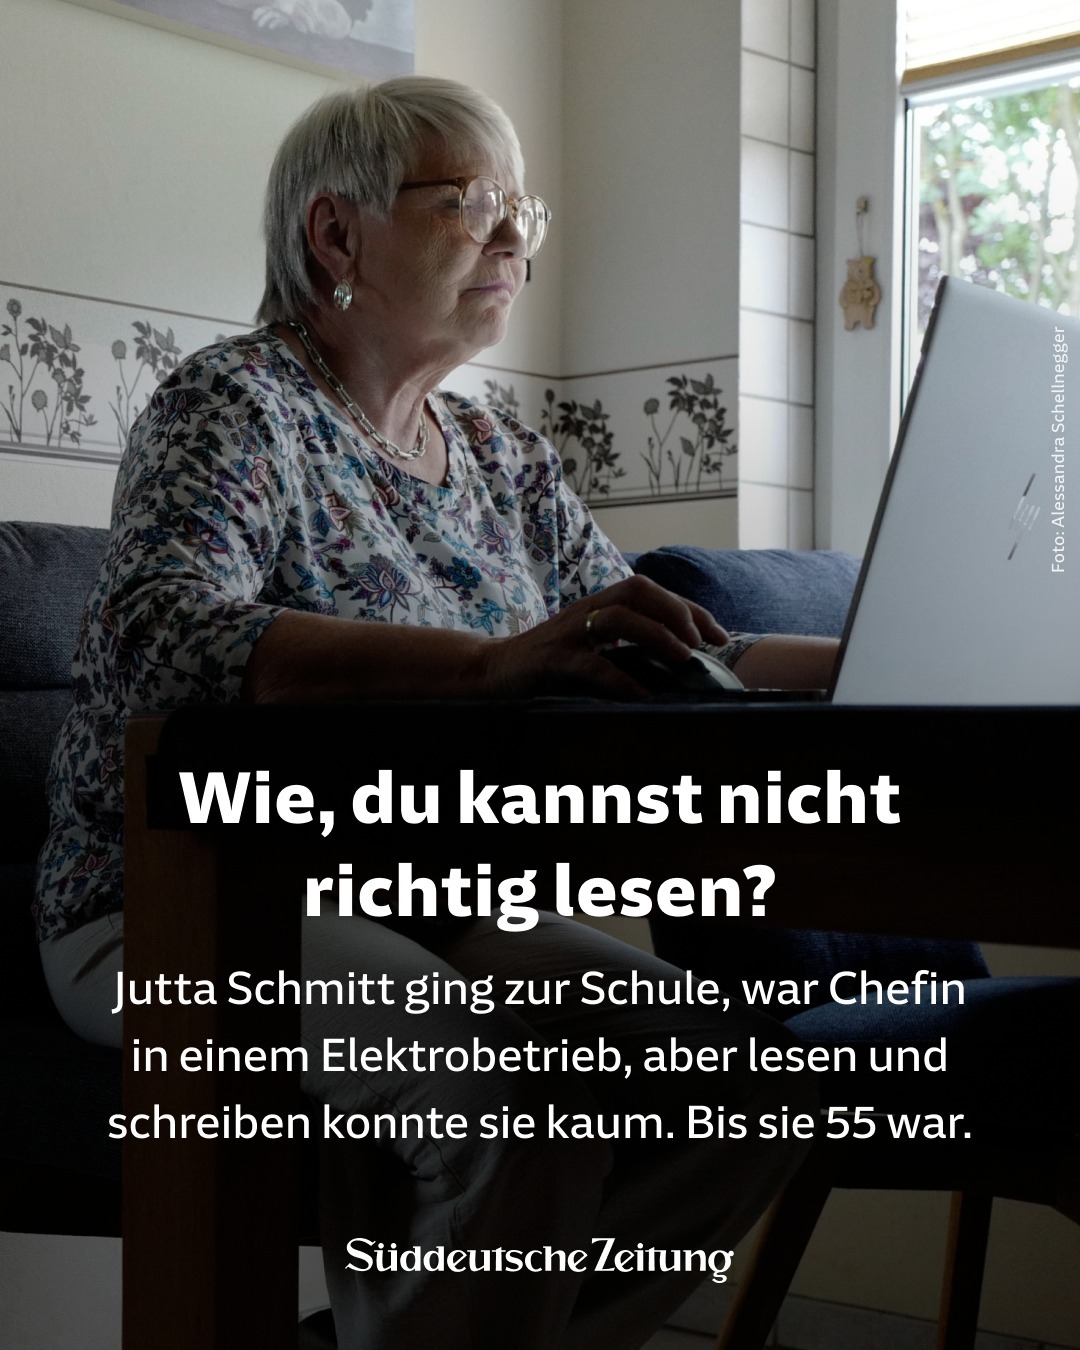 Foto: Alessandra Schellnegger
Wie, du kannst nicht
richtig lesen?
Jutta Schmitt ging zur Schule, war Chefin
in einem Elektrobetrieb, aber lesen und
schreiben konnte sie kaum. Bis sie 55 war.
Süddeutsche Zeitung